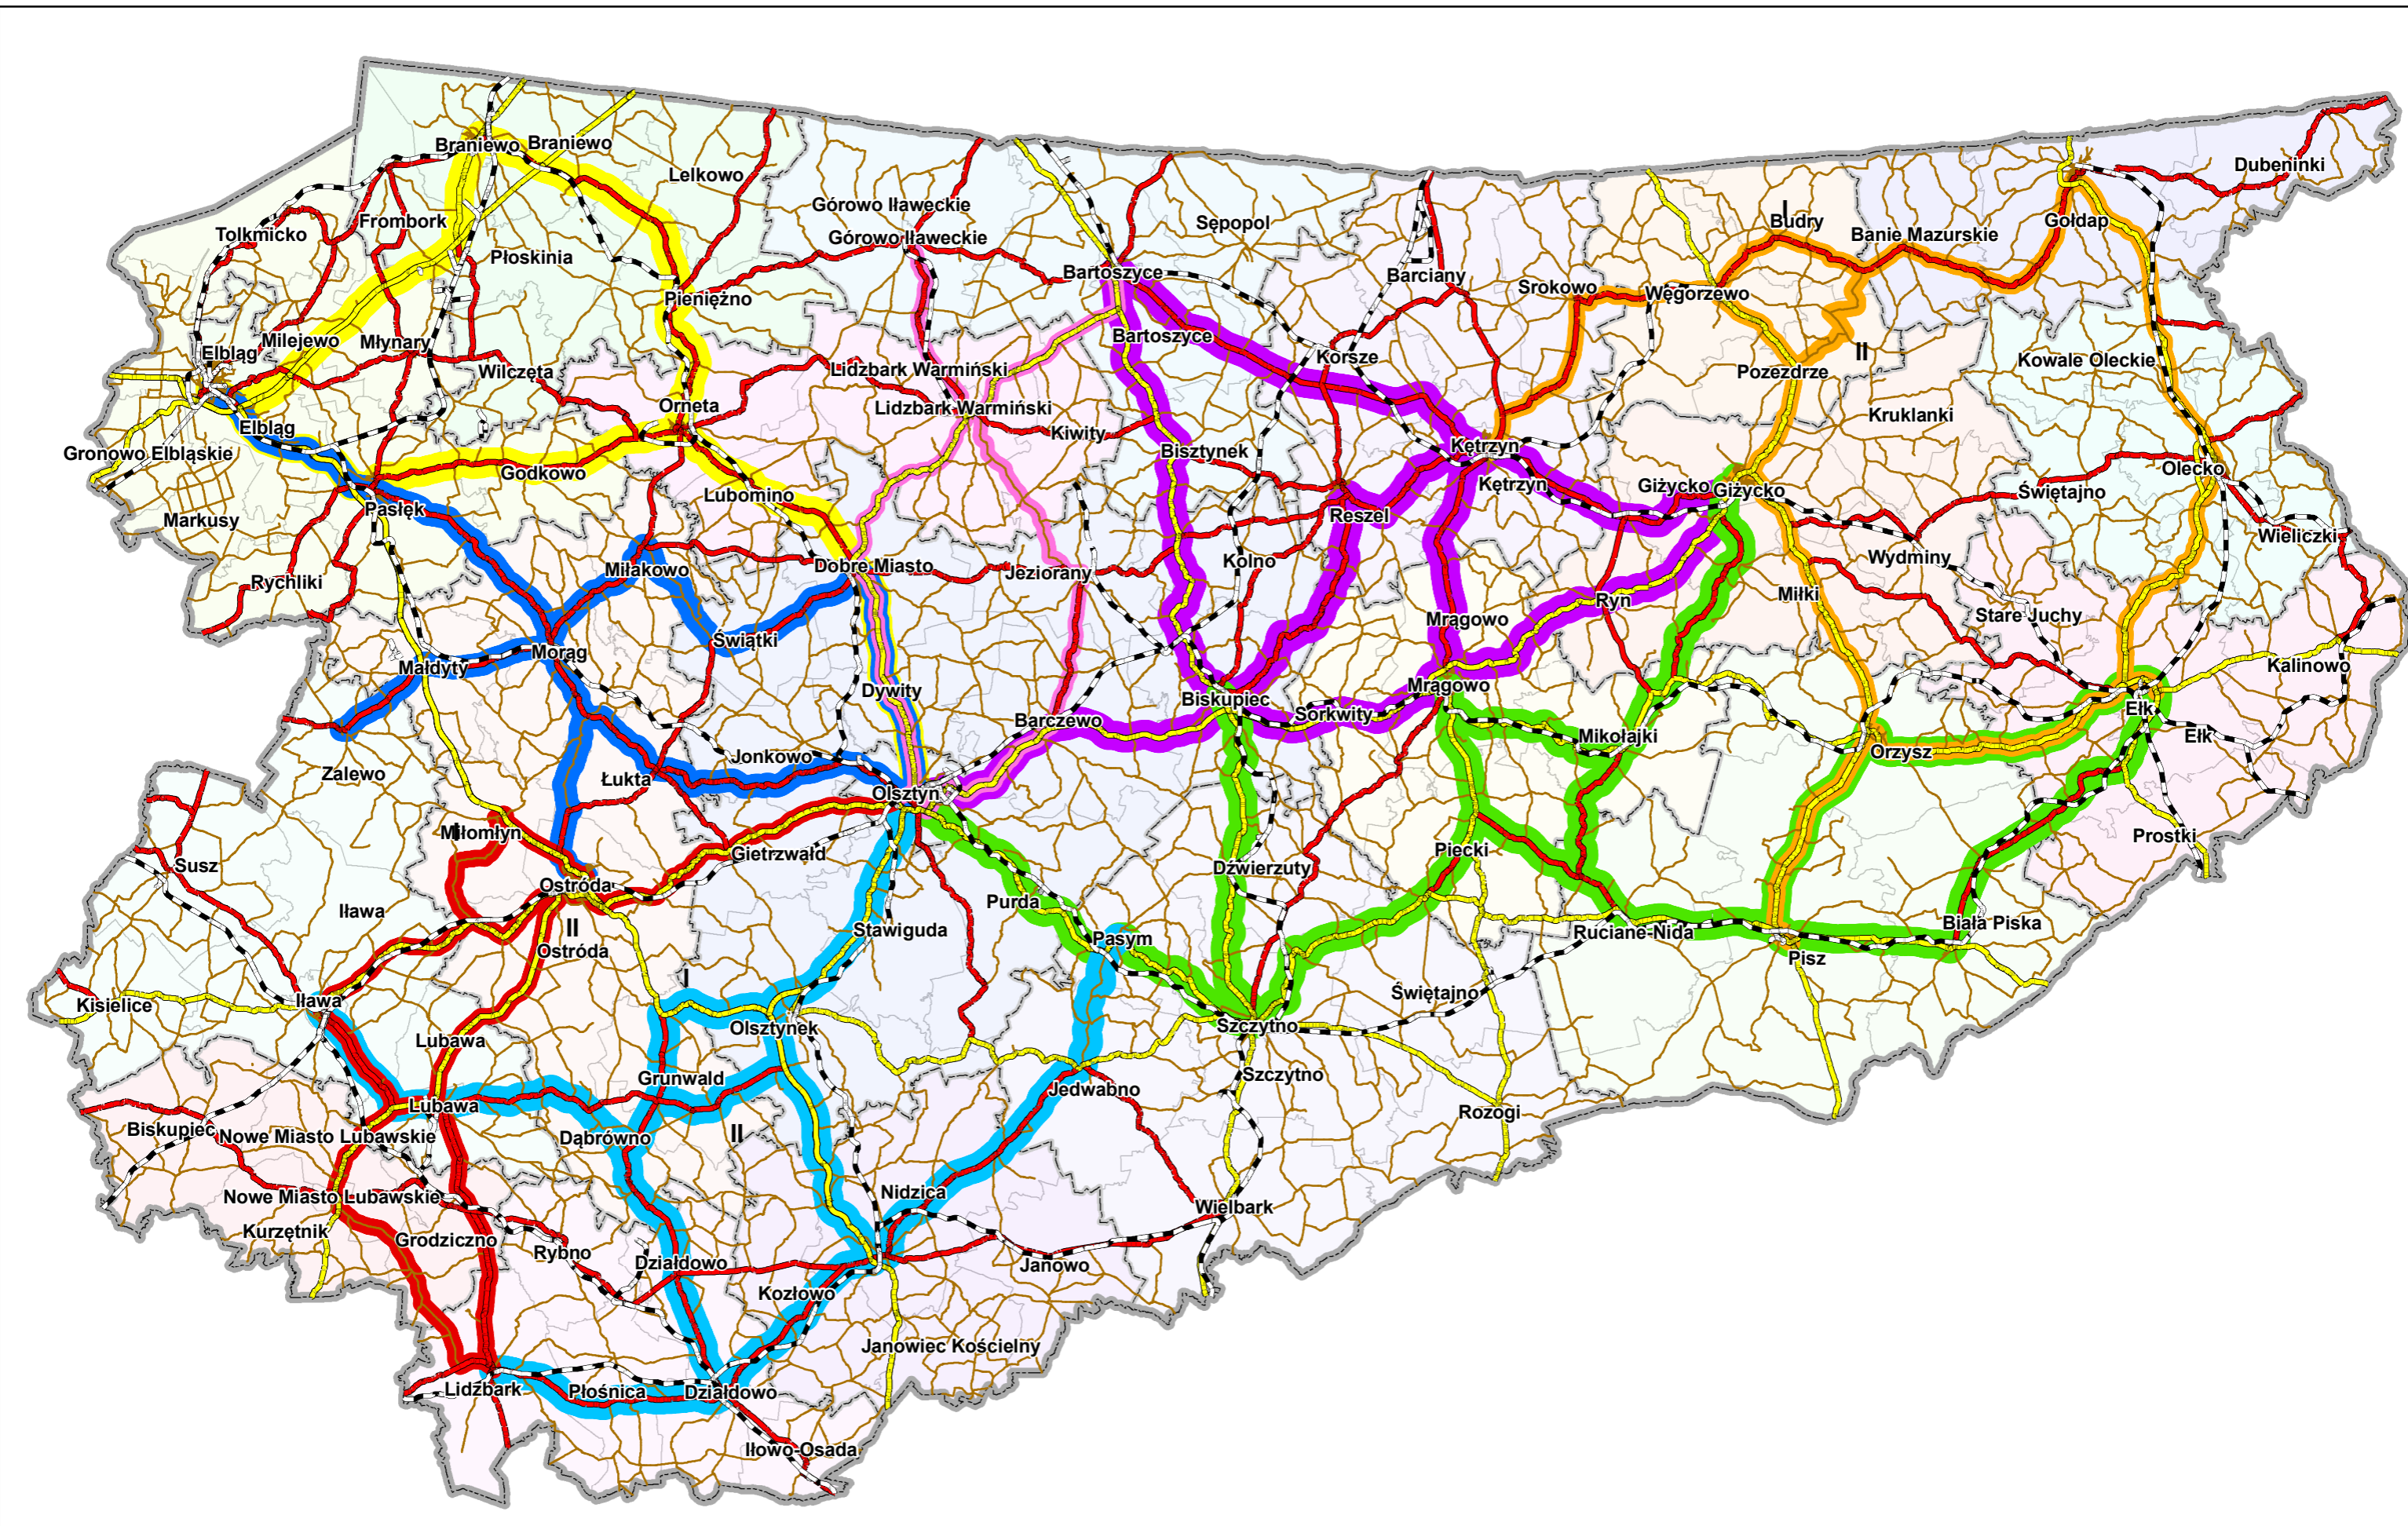 Braniewo
Braniewo
Lelkowo
Dubeninki
Frombork
Górowo Iławeckie
Sępopol
I
Budry
Gołdap
Tolkmicko
Górowo Iławeckie
Banie Mazurskie
Płoskinia
Bartoszyce
Barciany
Srokowo
Węgorzewo
Pieniężno
Milejewo
Młynary
Bartoszyce
Elbląg
Korsze
II
Kowale Oleckie
Wilczęta
Lidzbark Warmiński
Pozezdrze
Orneta
Lidzbark Warmiński
Kruklanki
Elbląg
Kiwity
Gronowo Elbląskie
Bisztynek
Kętrzyn
Godkowo
Olecko
Lubomino
Kętrzyn
Giżycko
Giżycko
Świętajno
Pasłęk
Markusy
Reszel
Wieliczki
Miłakowo
Dobre Miasto
Jeziorany
Kolno
Wydminy
Rychliki
Ryn
Miłki
Świątki
Mrągowo
Stare Juchy
Małdyty
Morąg
Kalinowo
Dywity
Biskupiec
Mrągowo
Barczewo
Sorkwity
Ełk
Mikołajki
Ełk
Jonkowo
Orzysz
Zalewo
Łukta
Olsztyn
I
Miłomłyn
Prostki
Susz
Gietrzwałd
Piecki
Ostróda
Dźwierzuty
Iława
Purda
II
Stawiguda
Pasym
Ruciane-Nida
Biała Piska
Ostróda
Pisz
I
Świętajno
Kisielice
Iława
Olsztynek
Szczytno
Lubawa
Grunwald
Jedwabno
Szczytno
Lubawa
Rozogi
Biskupiec
Nowe Miasto Lubawskie
Dąbrówno
II
Nowe Miasto Lubawskie
Nidzica
Wielbark
Kurzętnik
Grodziczno
Rybno
Działdowo
Janowo
Kozłowo
Janowiec Kościelny
Lidzbark
Płośnica
Działdowo
Iłowo-Osada